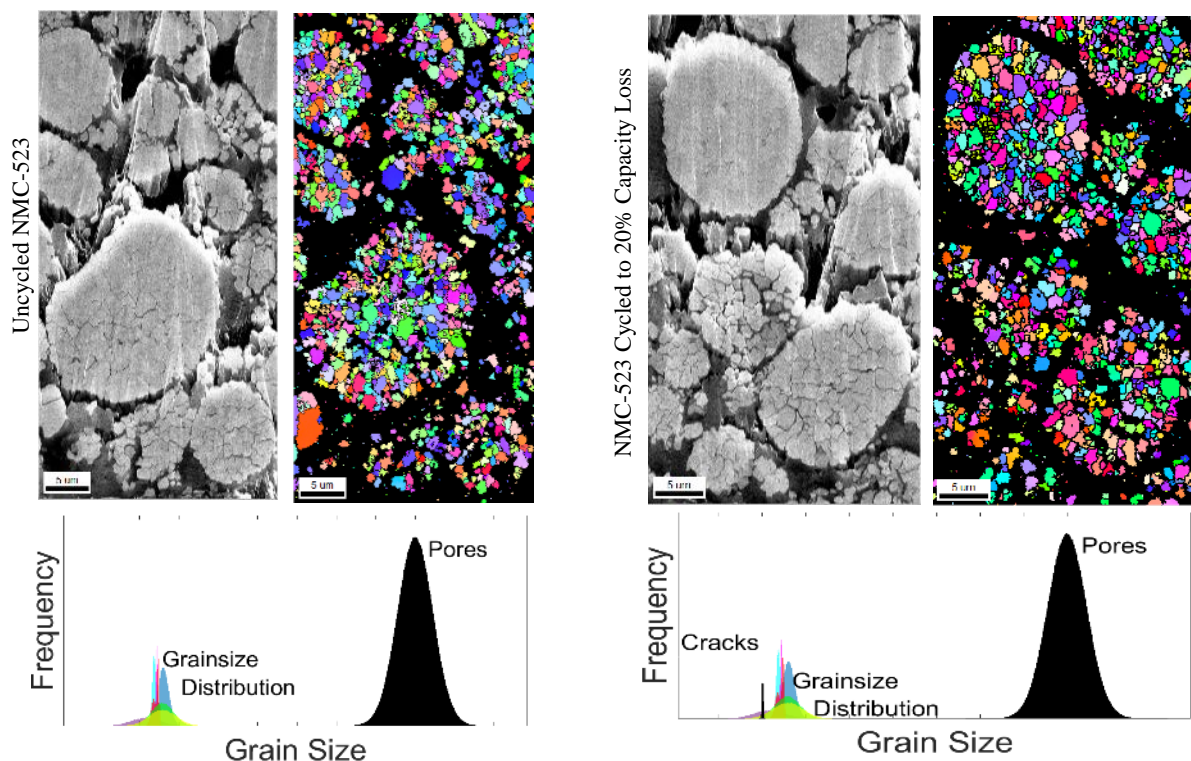 Uncycled NMC-523
5 um
5 um
Frequency
Pores
Grainsize
Distribution
Grain Size
NMC-523 Cycled to 20% Capacity Loss
5 um
5 um
Frequency
Pores
Cracks
Grainsize
Distribution
Grain Size